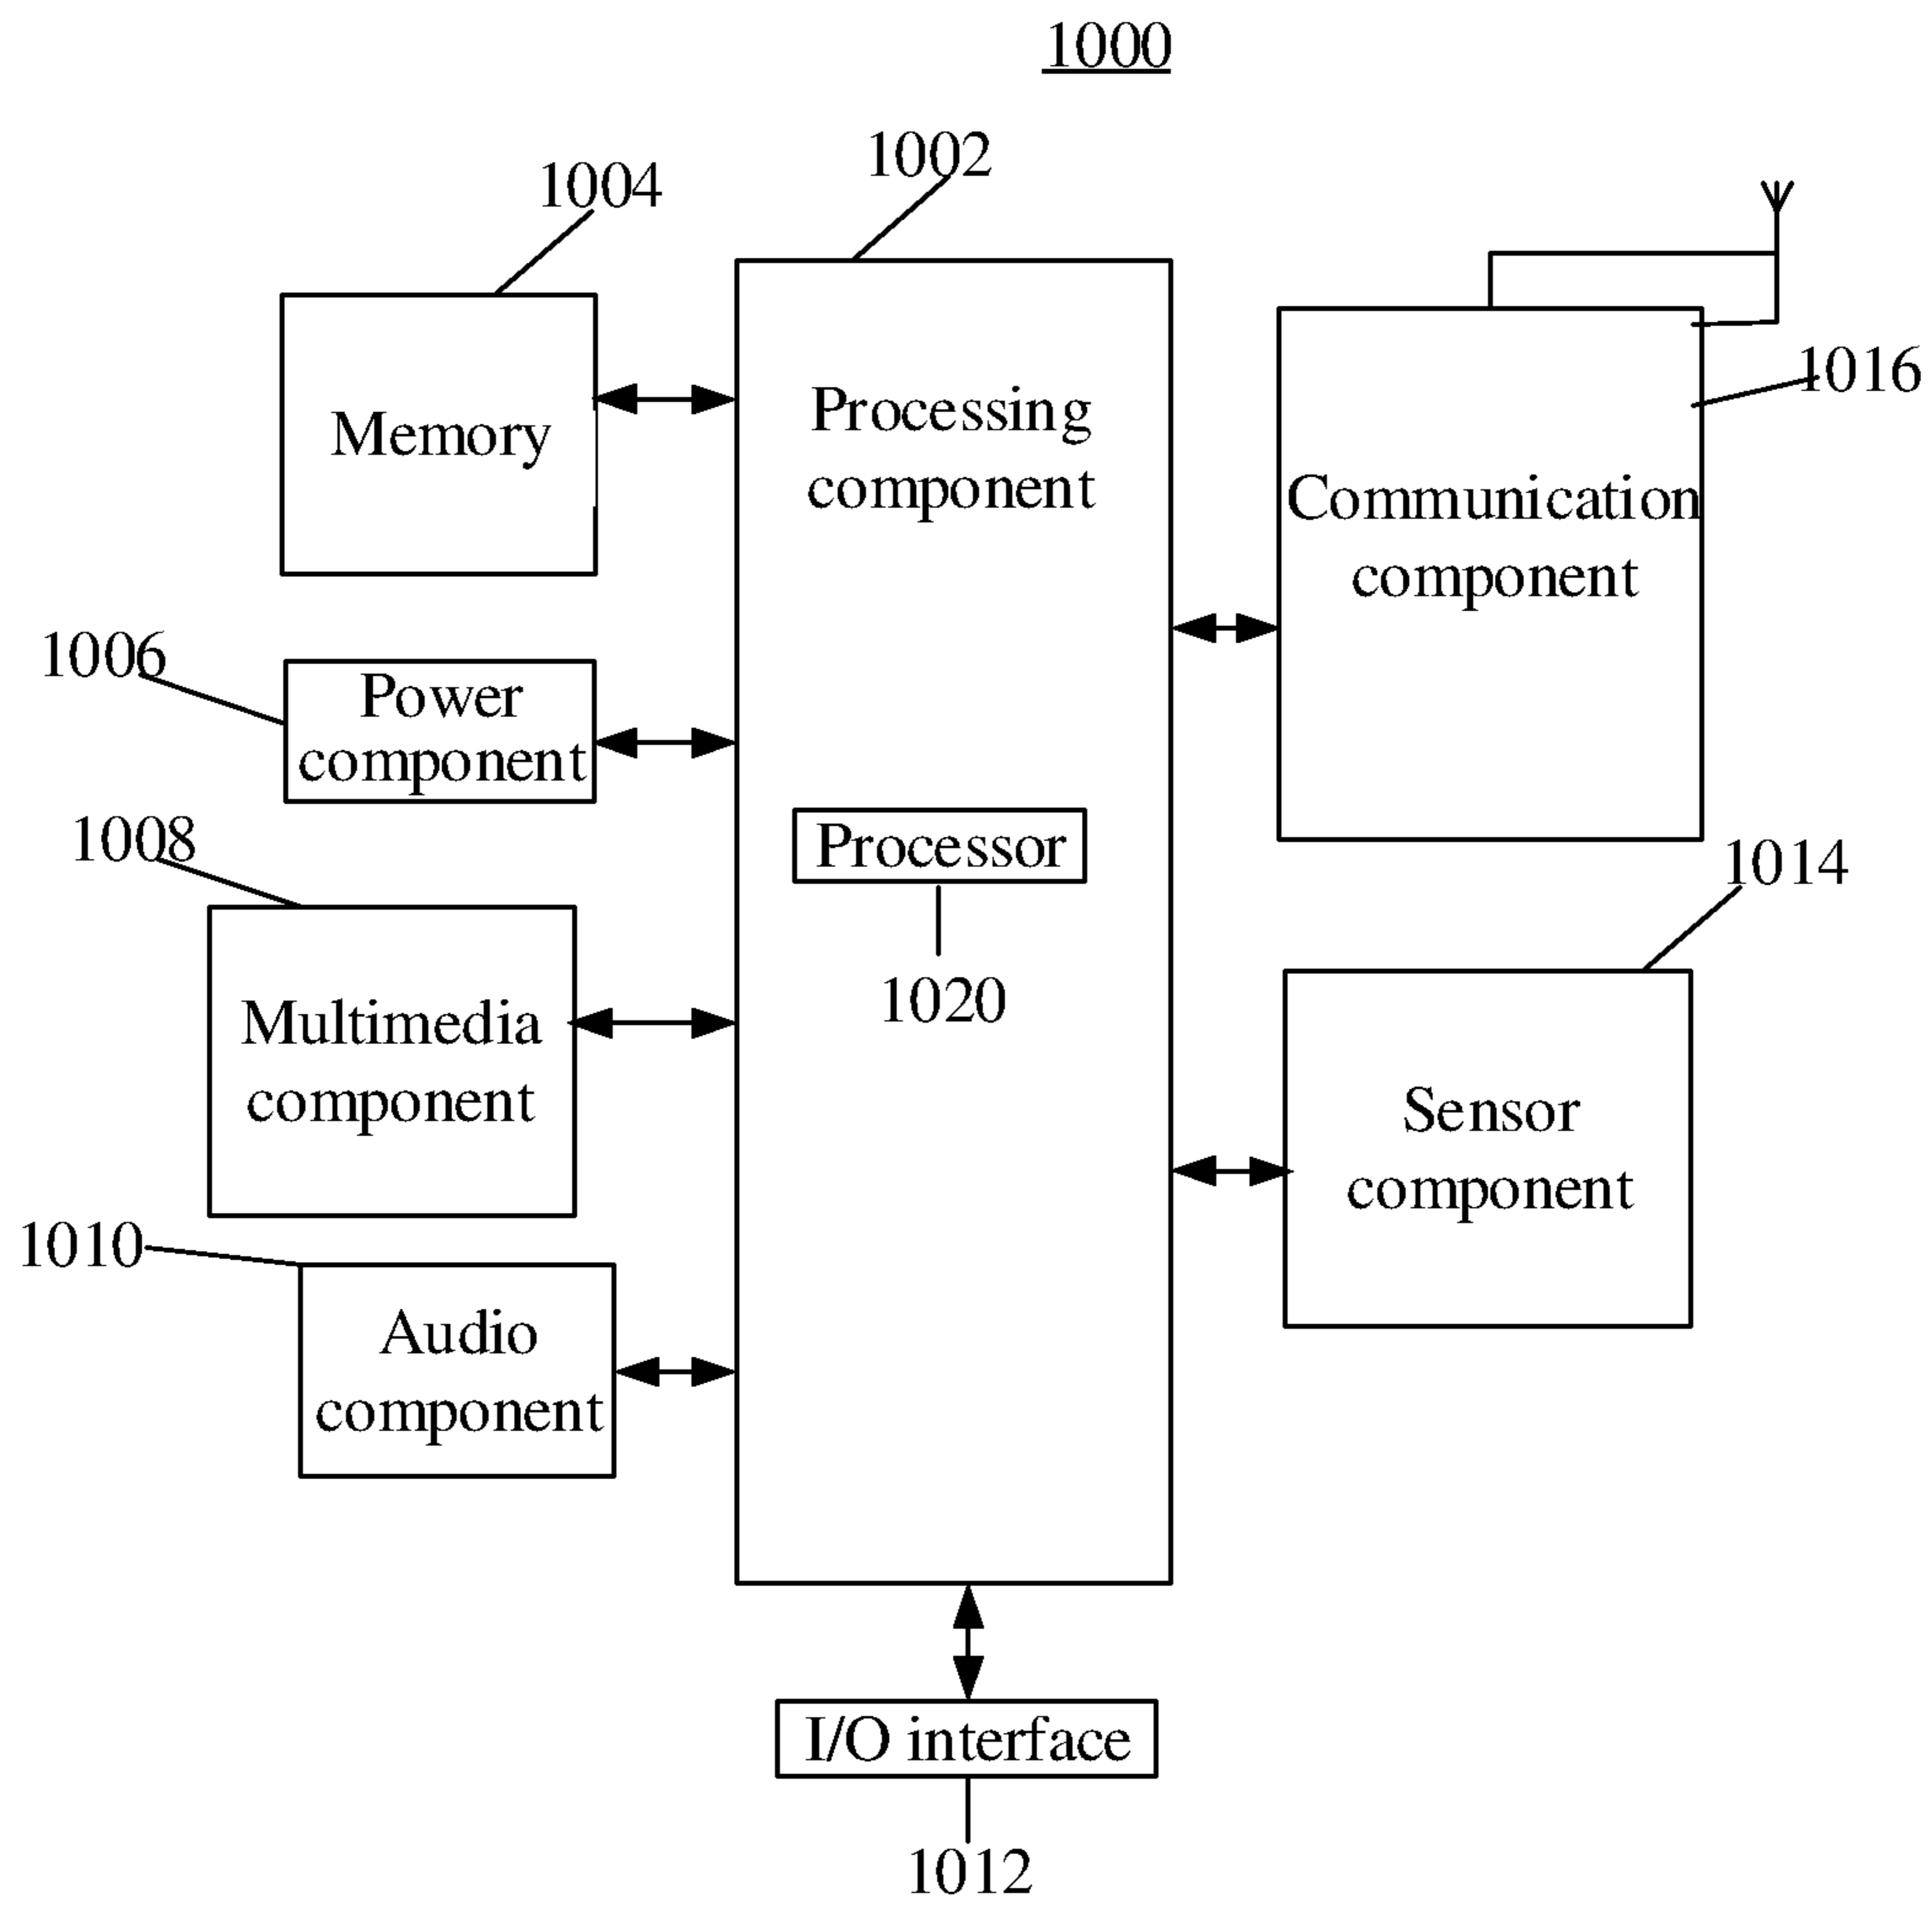 1000
1002
1004
Memory
Processing
component
1016
Communication
component
1006
Power
component
1008
Processor
1020
1014
Multimedia
component
Sensor
component
1010
Audio
component
I/O interface
1012